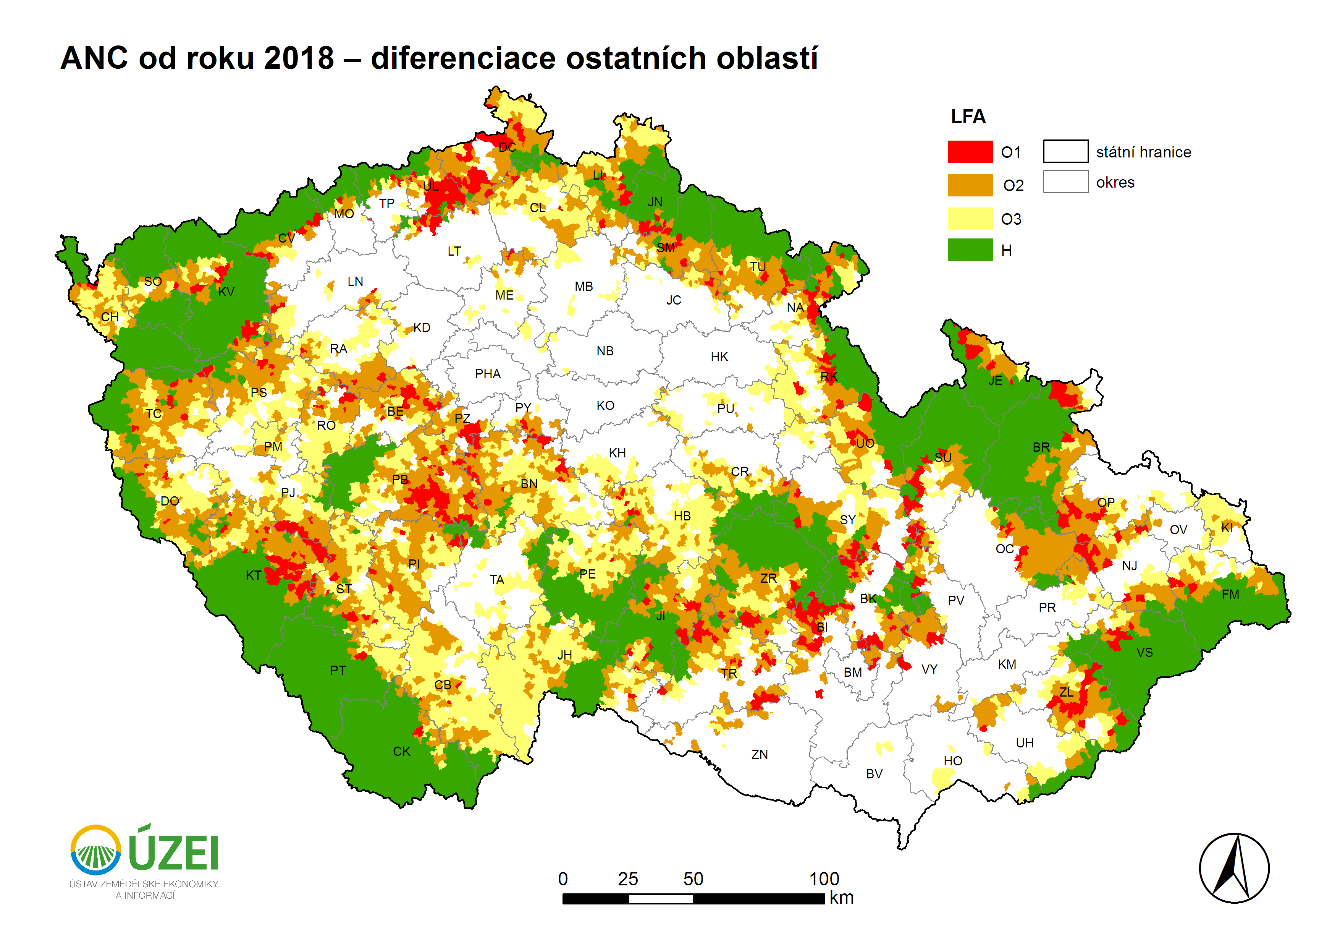 ANC od roku 2018 – diferenciace ostatních oblastí
LFA
O1
O2
O3
H
státní hranice
okres
DC
UL
TP
MO
CV
LI
JN
CL
SM
TU
LT
LN
SO
KV
CH
ME
MB
JC
NA
KD
RA
NB
HK
PHA
RK
JE
PS
TC
BE
RO
KO
PY
PU
PZ
PM
KH
UO
SU
BR
CR
PB
BN
PJ
DO
HB
SY
OP
OV
KI
OC
NJ
KT
PI
ST
TA
PE
ZR
BK
PV
PR
FM
JI
BI
VS
PT
JH
CB
TR
BM
VY
KM
ZL
CK
ZN
BV
HO
UH
ÚZEI
ÚSTAV ZEMĚDĚLSKÉ EKONOMIKY
A INFORMACÍ
0 25 50 100
km